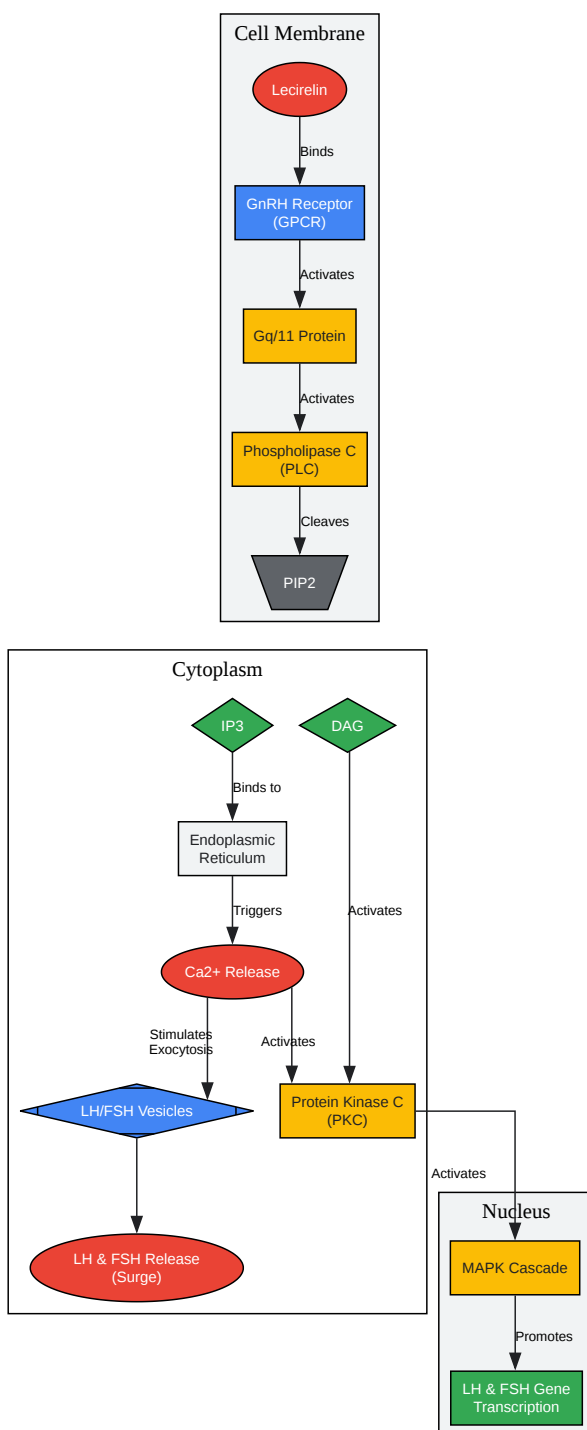 Cell Membrane
Lecirelin
Binds
GnRH Receptor
(GPCR)
Activates
Gq/11 Protein
Activates
Phospholipase C
(PLC)
Cleaves
PIP2
Cytoplasm
IP3
DAG
Binds to
Endoplasmic
Reticulum
Triggers
Activates
Ca2+ Release
Stimulates
Exocytosis
Activates
LH/FSH Vesicles
Protein Kinase C
(PKC)
Activates
Nucleus
LH & FSH Release
(Surge)
MAPK Cascade
Promotes
LH & FSH Gene
Transcription